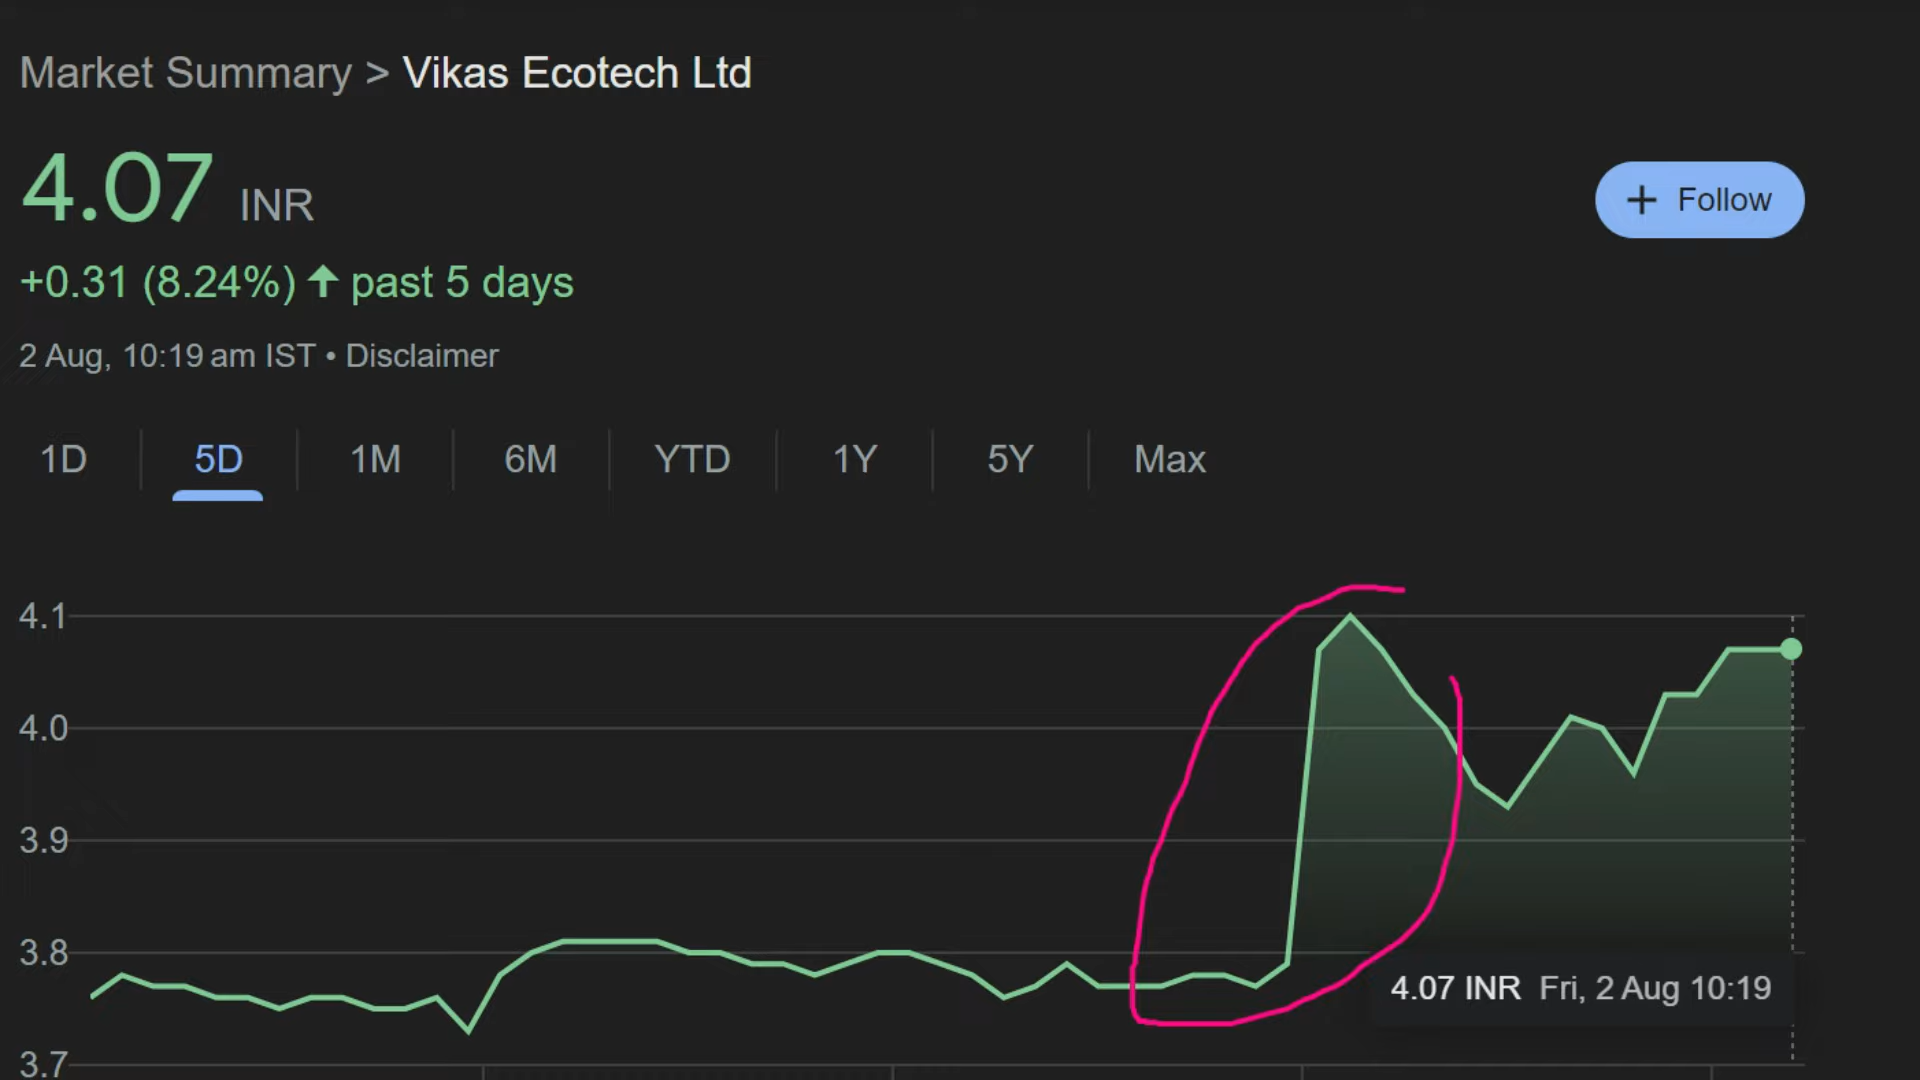 Market Summary > Vikas Ecotech Ltd
4.07 INR
+ Follow
+0.31 (8.24%) ↑ past 5 days
2 Aug, 10:19 am IST • Disclaimer
1D 5D 1M 6M YTD 1Y 5Y Max
4.1
4.0
3.9
3.8
4.07 INR Fri, 2 Aug 10:19
3.7